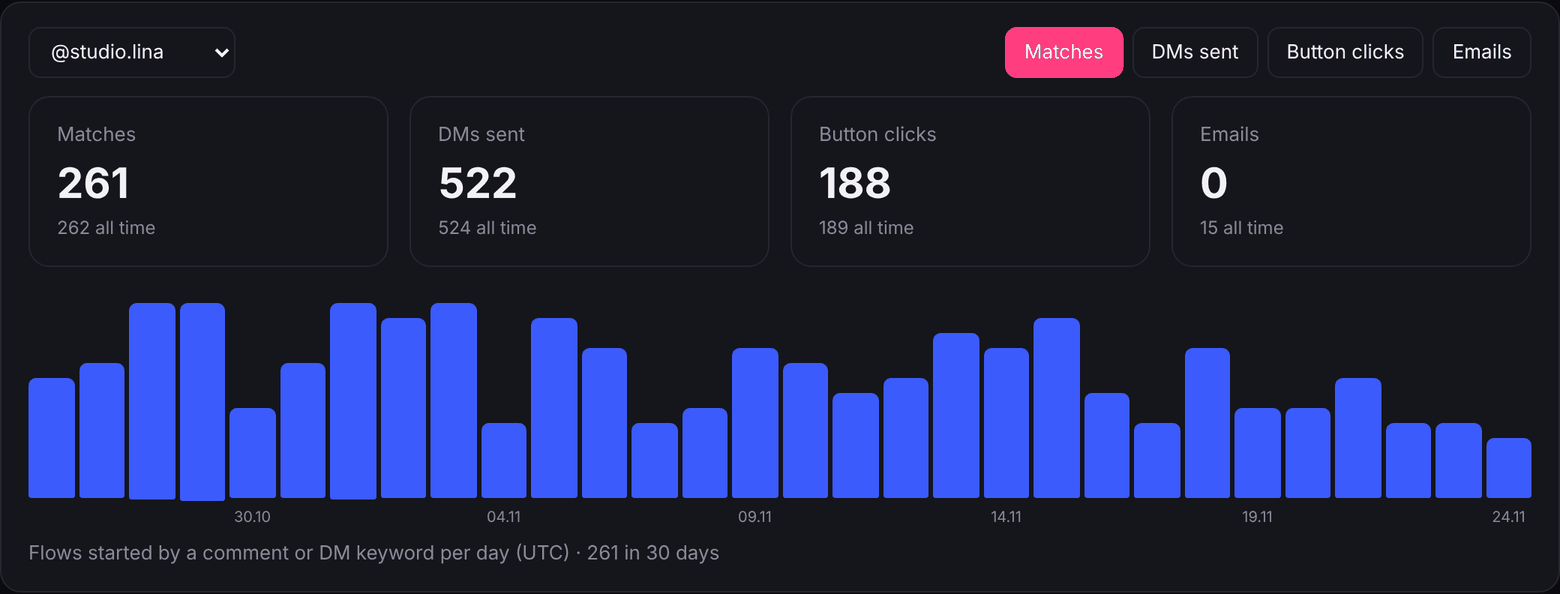 @studio.lina
Matches DMs sent Button clicks Emails
Matches
261
262 all time
DMs sent
522
524 all time
Button clicks
188
189 all time
Emails
0
15 all time
30.10 04.11 09.11 14.11 19.11 24.11
Flows started by a comment or DM keyword per day (UTC) · 261 in 30 days